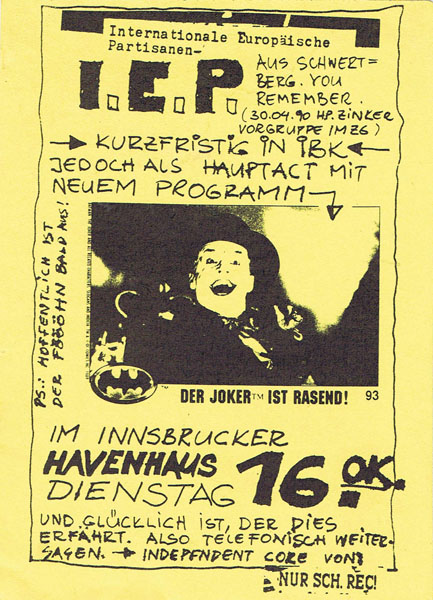 Internationale Europäische
Partisanen-
I.E.P.
AUS SCHWERT=
BERG. YOU
REMEMBER.
(30.04.90 HP. ZINKER
VORGRUPPE IM Z6)
→ KURZFRISTIG IN IBK ←
JEDOCH ALS HAUPTACT MIT
NEUEM PROGRAMM
PS.: HOFFENTLICH IST
DER BALD AUS!
DER JOKER™ IST RASEND! 93
IM INNSBRUCKER
HAVENHAUS
DIENSTAG 16. OK.
UND GLÜCKLICH IST, DER DIES
ERFÄHRT. ALSO TELEFONISCH WEITER-
SAGEN. → INDEPENDENT CORE VON
NUR SCH. REC!